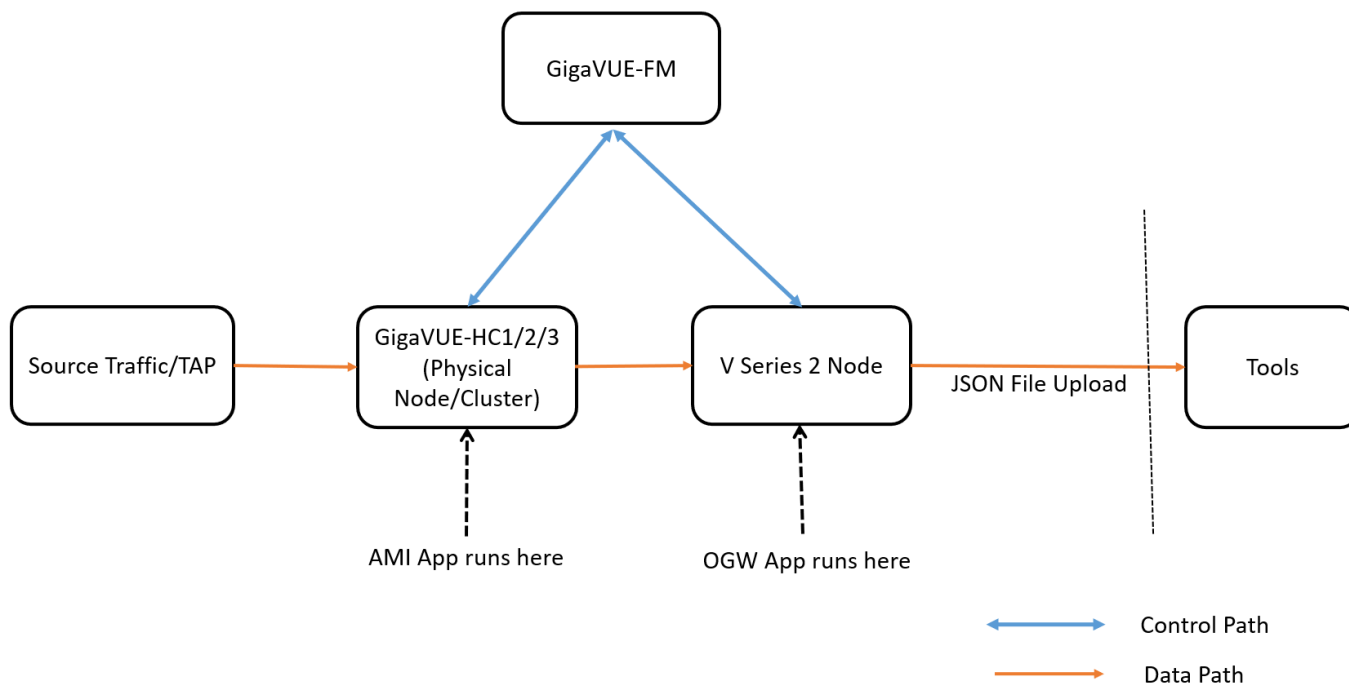 GigaVUE-FM
Source Traffic/TAP
GigaVUE-HC1/2/3
(Physical
Node/Cluster)
V Series 2 Node
JSON File Upload
Tools
AMI App runs here
OGW App runs here
Control Path
Data Path